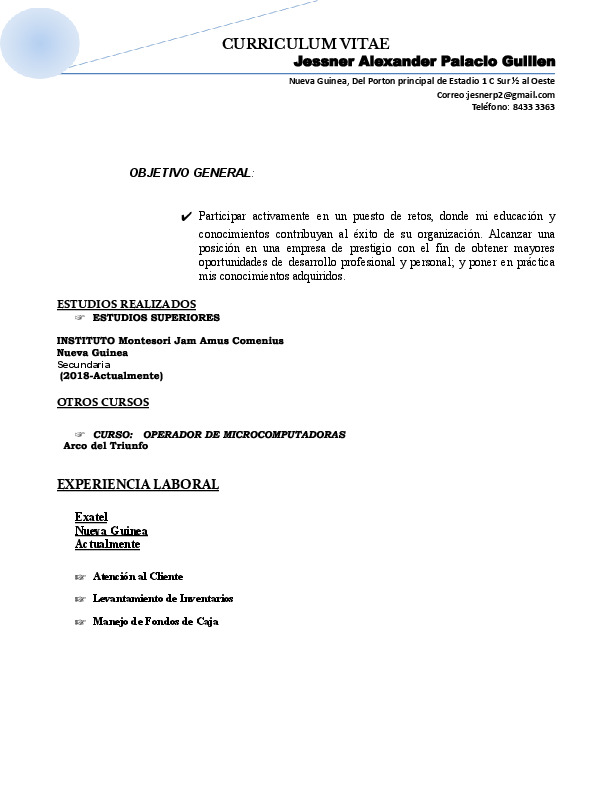 CURRICULUM VITAE
Jessner Alexander Palacio Guillen
Nueva Guinea, Del Porton principal de Estadio 1 C Sur ½ al Oeste
Correo :jesnerp2@gmail.com
Teléfono: 8433 3363
OBJETIVO GENERAL:
✔ Participar activamente en un puesto de retos, donde mi educación y
conocimientos contribuyan al éxito de su organización. Alcanzar una
posición en una empresa de prestigio con el fin de obtener mayores
oportunidades de desarrollo profesional y personal; y poner en práctica
mis conocimientos adquiridos.
ESTUDIOS REALIZADOS
☞ ESTUDIOS SUPERIORES
INSTITUTO Montesori Jam Amus Comenius
Nueva Guinea
Secundaria
(2018-Actualmente)
OTROS CURSOS
☞ CURSO: OPERADOR DE MICROCOMPUTADORAS
Arco del Triunfo
EXPERIENCIA LABORAL
Exatel
Nueva Guinea
Actualmente
☞ Atención al Cliente
☞ Levantamiento de Inventarios
☞ Manejo de Fondos de Caja